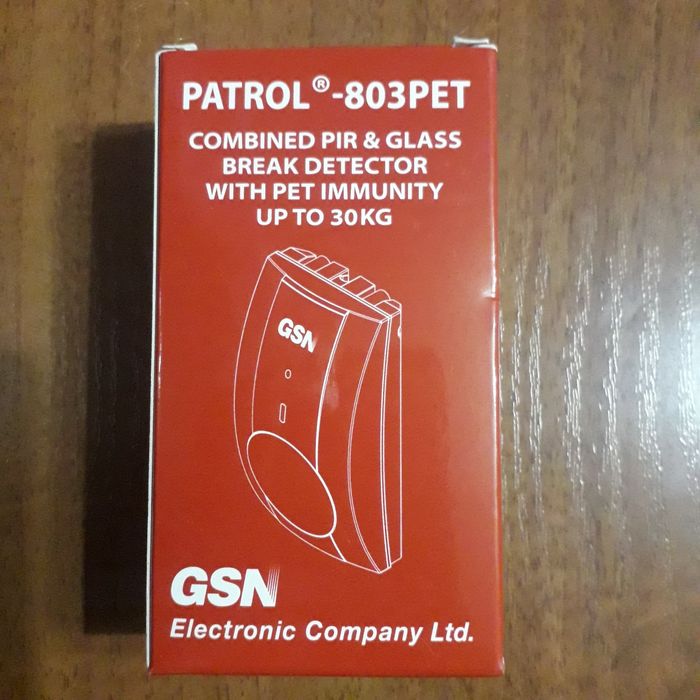 PATROL®-803PET
COMBINED PIR & GLASS
BREAK DETECTOR
WITH PET IMMUNITY
UP TO 30KG
GSN
GSN
Electronic Company Ltd.